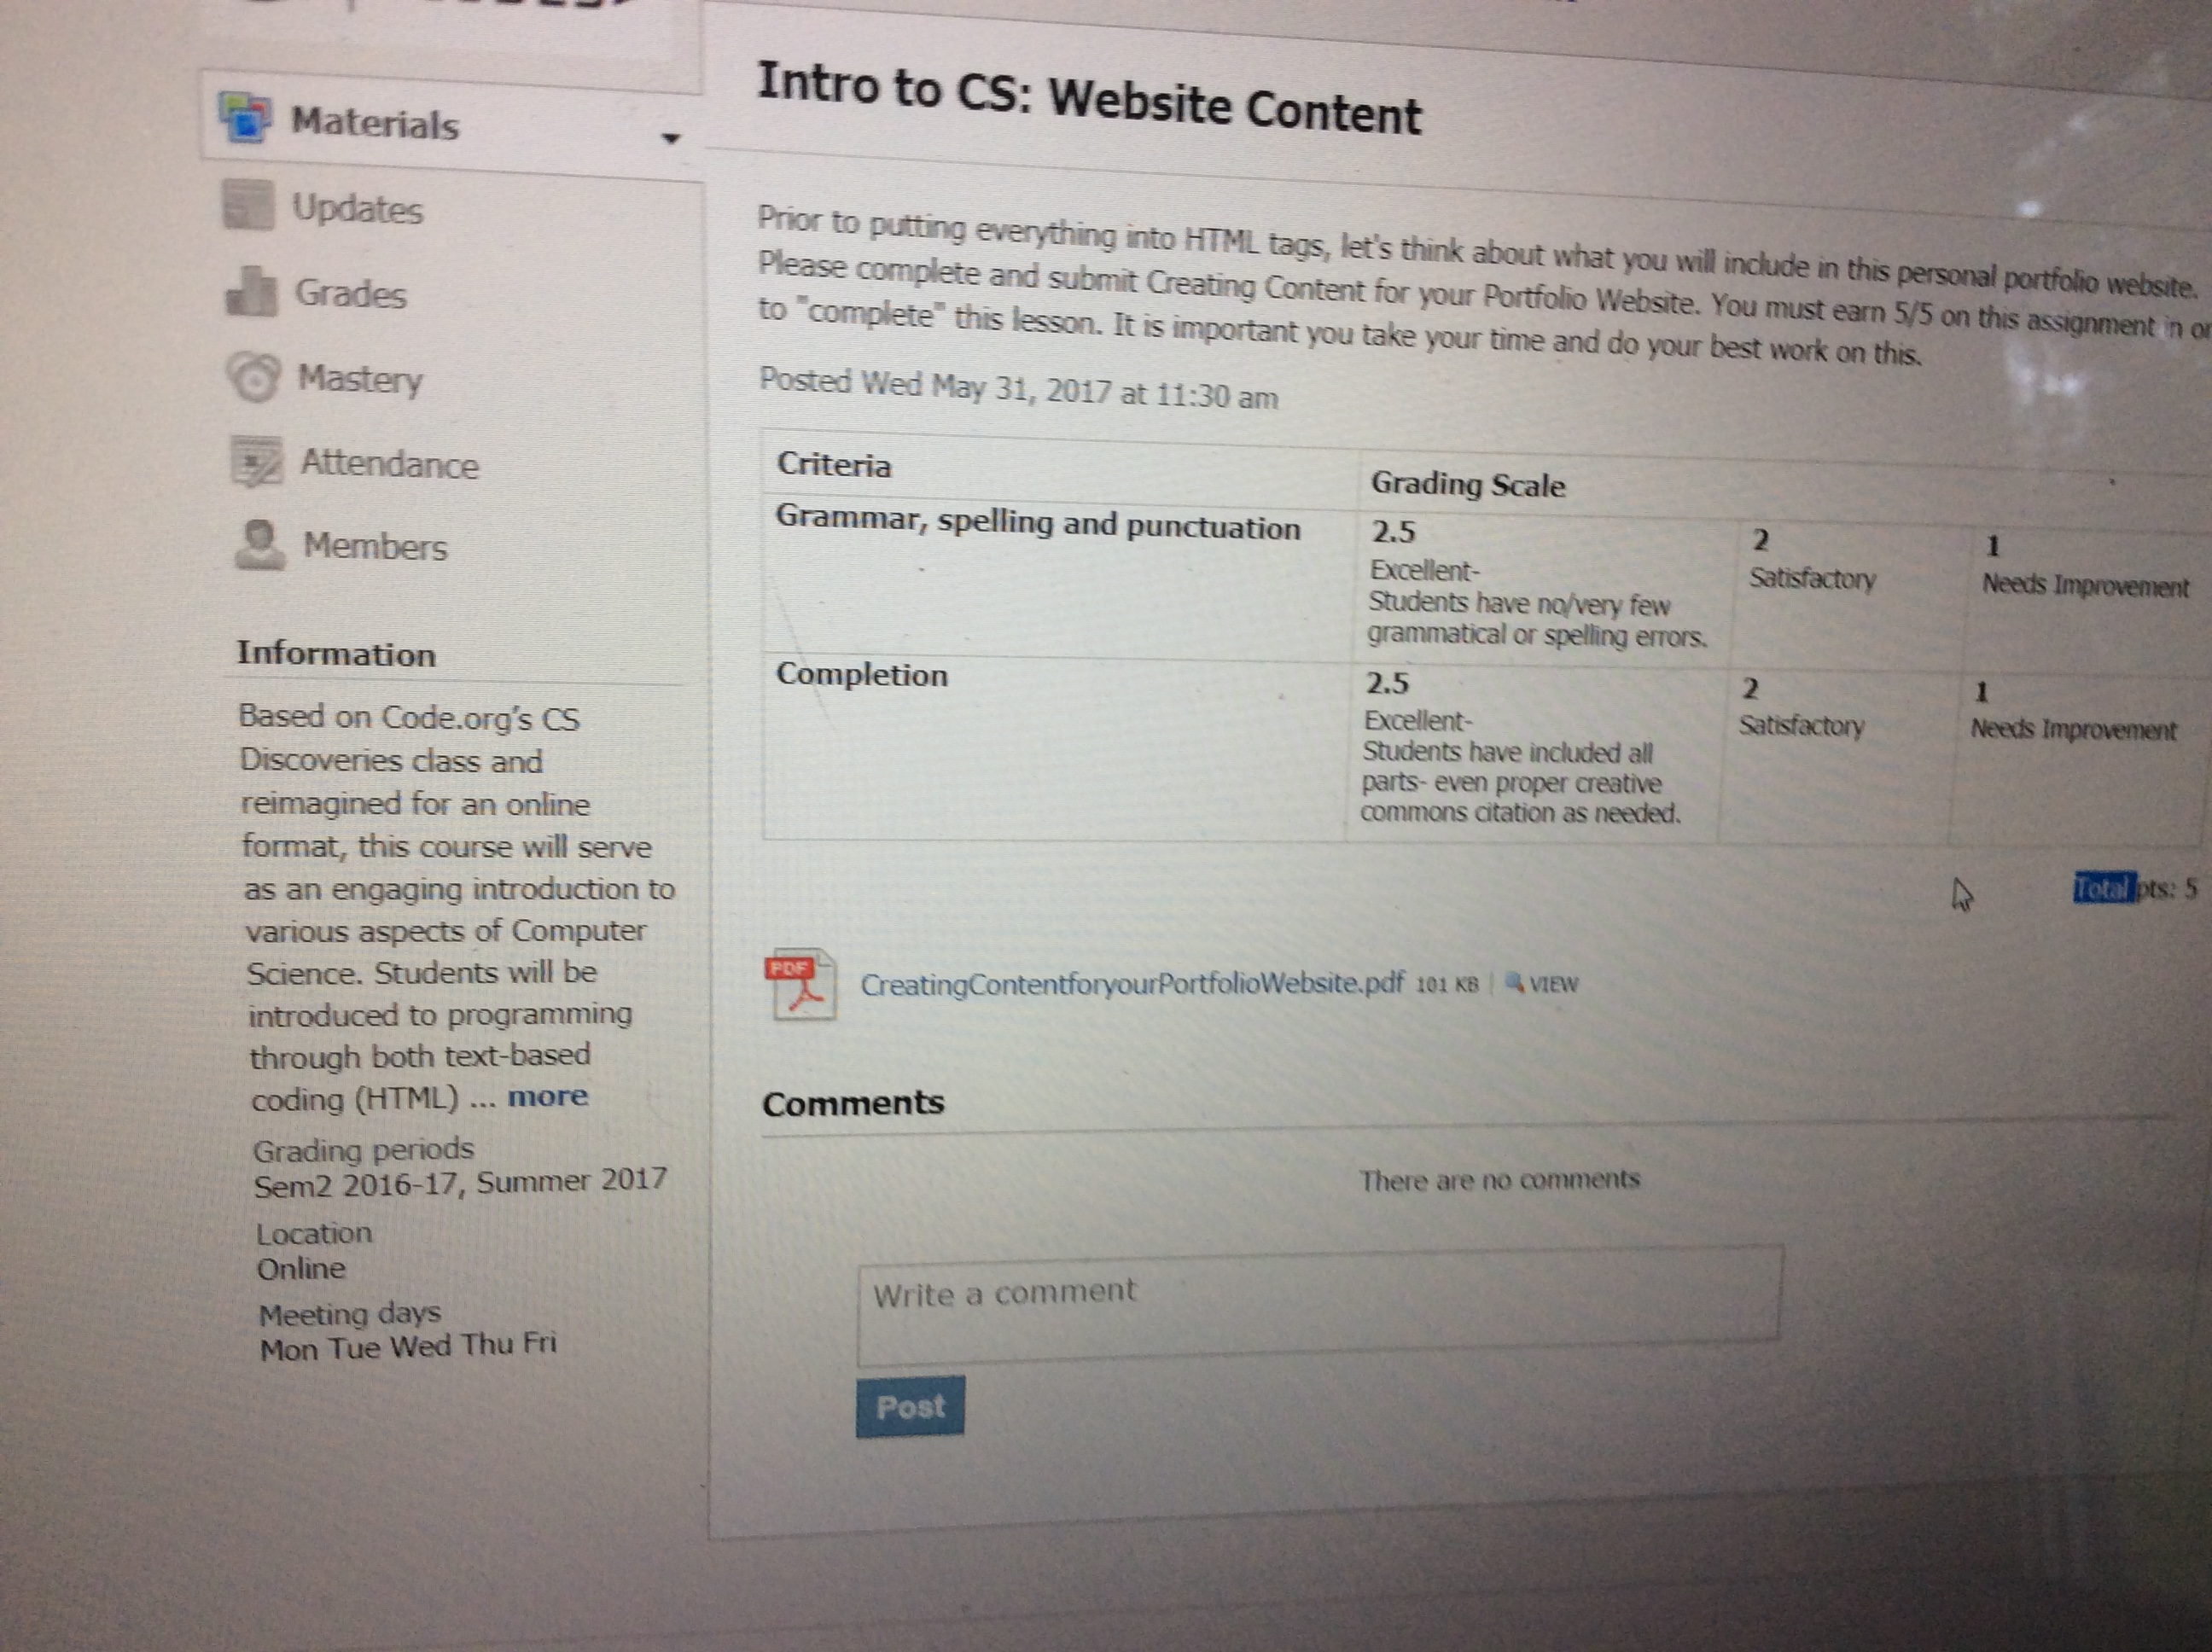 Materials
Updates
Grades
Mastery
Attendance
Members
Information
Based on Code.org's CS
Discoveries class and
reimagined for an online
format, this course will serve
as an engaging introduction to
various aspects of Computer
Science. Students will be
introduced to programming
through both text-based
coding (HTML) ... more
Grading periods
Sem2 2016-17, Summer 2017
Location
Online
Meeting days
Mon Tue Wed Thu Fri
Intro to CS: Website Content
Prior to putting everything into HTML tags, let's think about what you will include in this personal portfolio website.
Please complete and submit Creating Content for your Portfolio Website. You must earn 5/5 on this assignment in
to "complete" this lesson. It is important you take your time and do your best work on this.
Posted Wed May 31, 2017 at 11:30 am
Criteria Grading Scale
Grammar, spelling and punctuation 2.5 2 1
Excellent- Satisfactory Needs Improvement
Students have no/very few
grammatical or spelling errors.
Completion 2.5 2 1
Excellent- Satisfactory Needs Improvement
Students have included all
parts- even proper creative
commons citation as needed.
Total pts: 5
PDF CreatingContentforyourPortfolioWebsite.pdf 101 KB | VIEW
Comments
There are no comments
Write a comment
Post